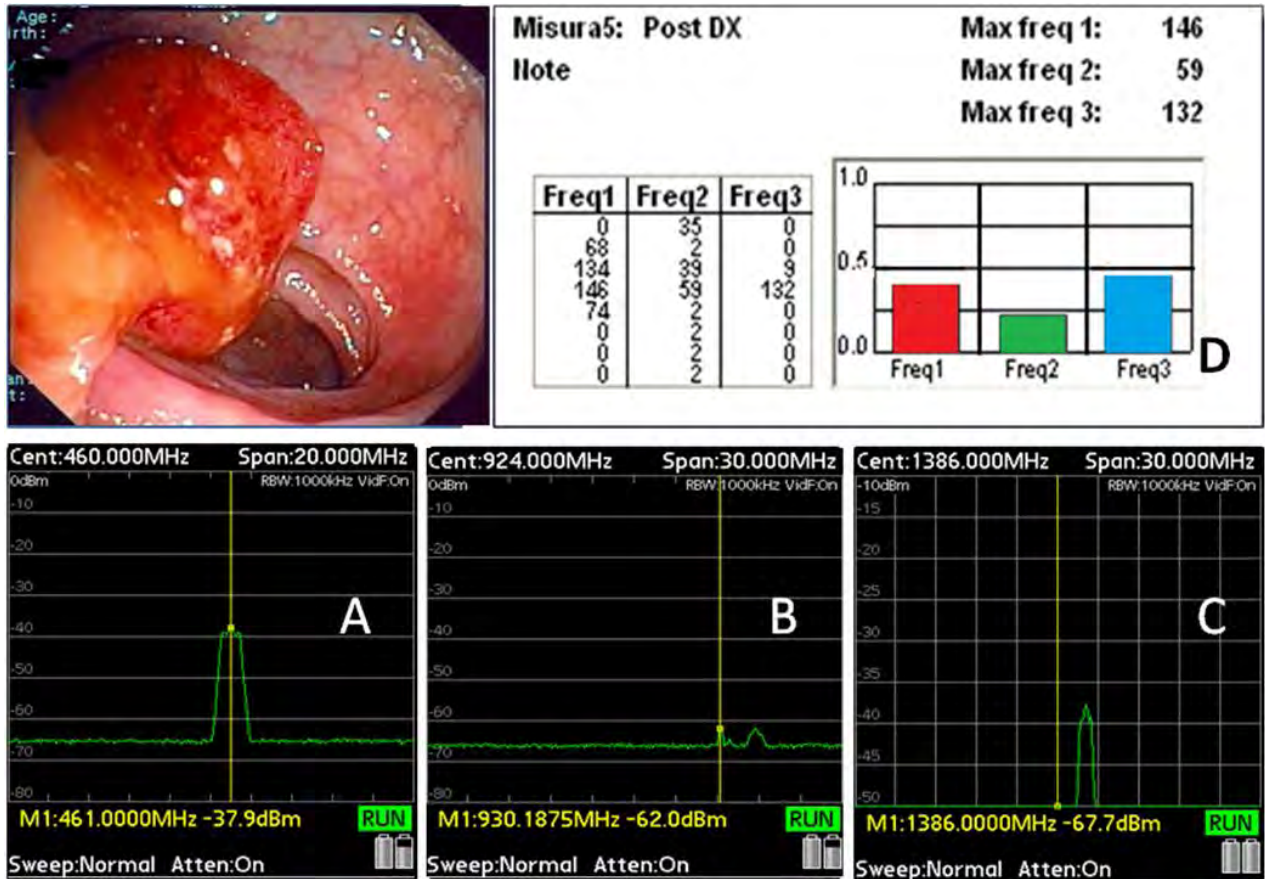 Age:
irth:
t:
Misura5: Post DX
Note
Max freq 1: 146
Max freq 2: 59
Max freq 3: 132
Freq1 Freq2 Freq3
0 35 0
68 2 0
134 39 9
146 59 132
74 2 0
0 2 0
0 2 0
0 2 0
1.0
0.5
0.0
Freq1 Freq2 Freq3
D
Cent:460.000MHz Span:20.000MHz
0dBm RBW:1000kHz VidF:On
-10
-20
-30
-40
-50
-60
-70
-80
A
M1:461.0000MHz -37.9dBm RUN
Sweep:Normal Atten:On
Cent:924.000MHz Span:30.000MHz
0dBm RBW:1000kHz VidF:On
-10
-20
-30
-40
-50
-60
-70
-80
B
M1:930.1875MHz -62.0dBm RUN
Sweep:Normal Atten:On
Cent:1386.000MHz Span:30.000MHz
-10dBm RBW:1000kHz VidF:On
-15
-20
-25
-30
-35
-40
-45
-50
C
M1:1386.0000MHz -67.7dBm RUN
Sweep:Normal Atten:On